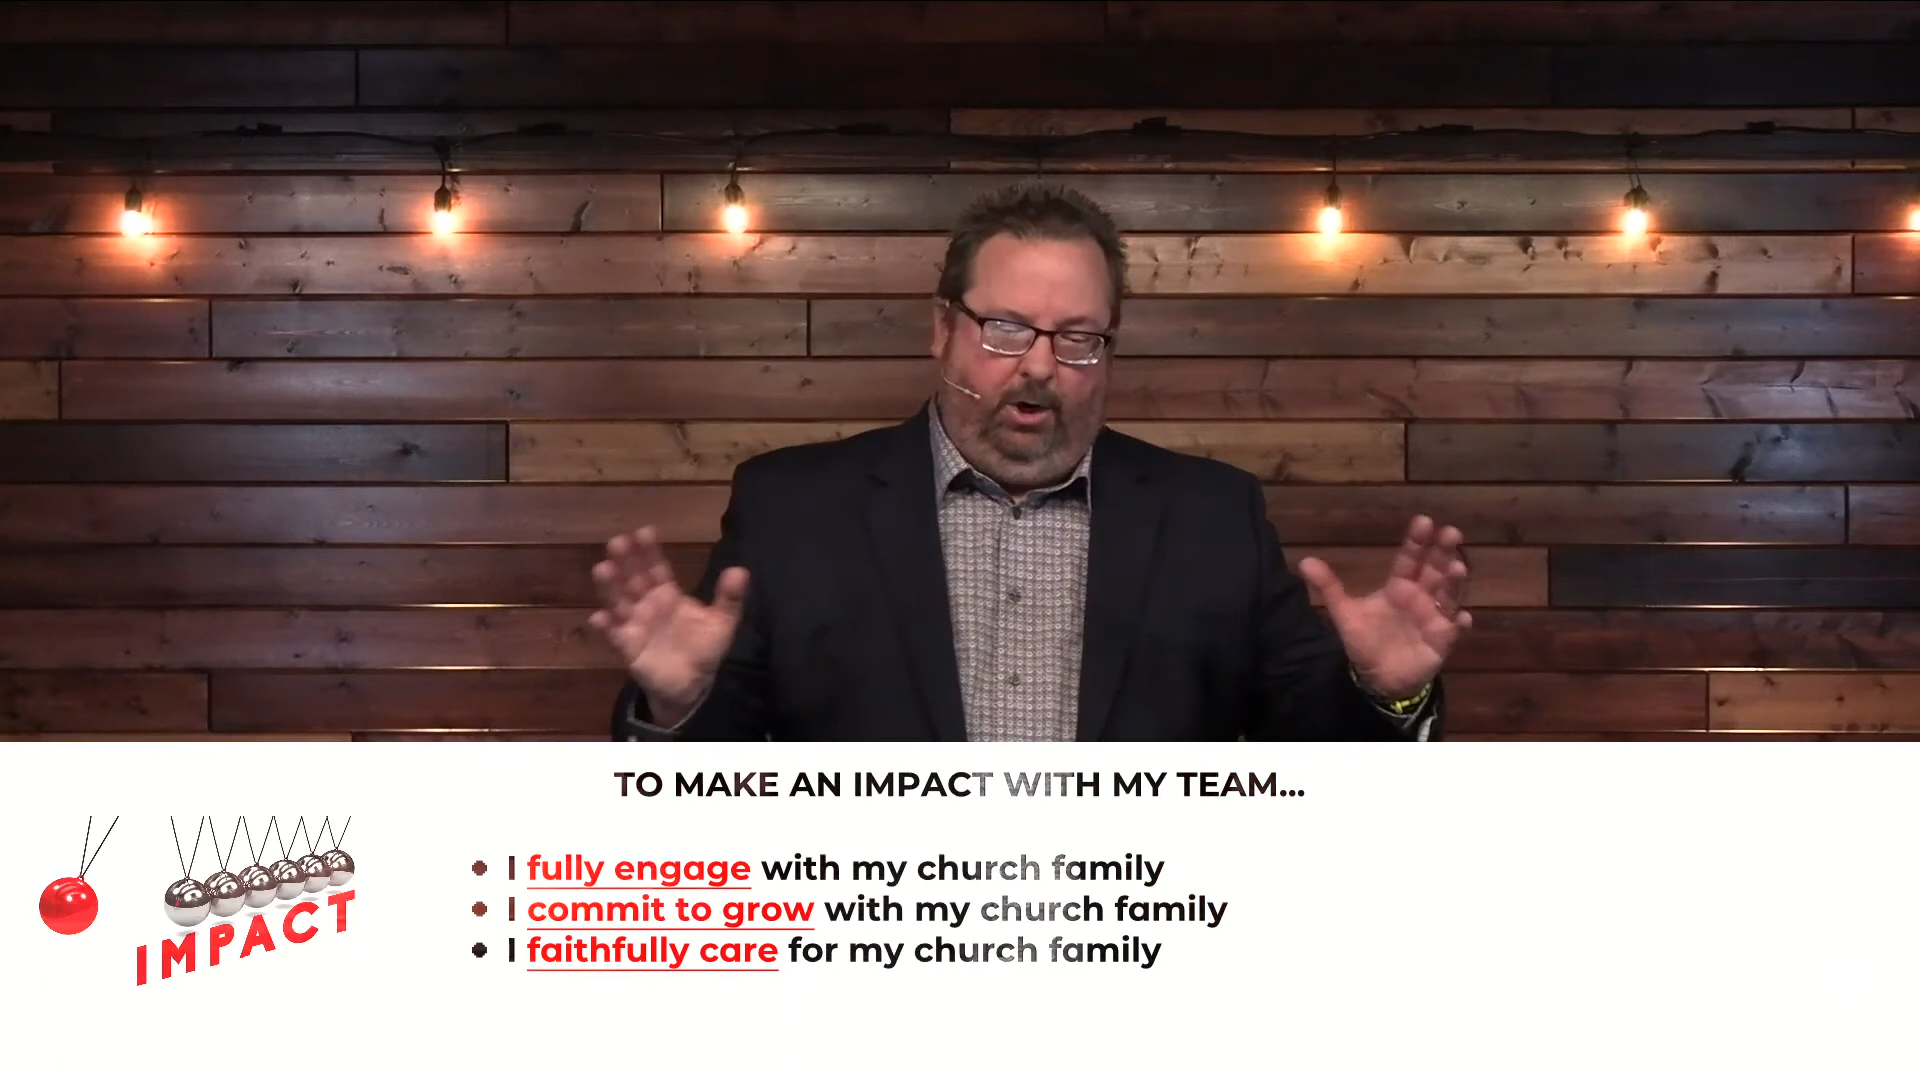 TO MAKE AN IMPACT WITH MY TEAM...
• I fully engage with my church family
• I commit to grow with my church family
• I faithfully care for my church family
IMPACT